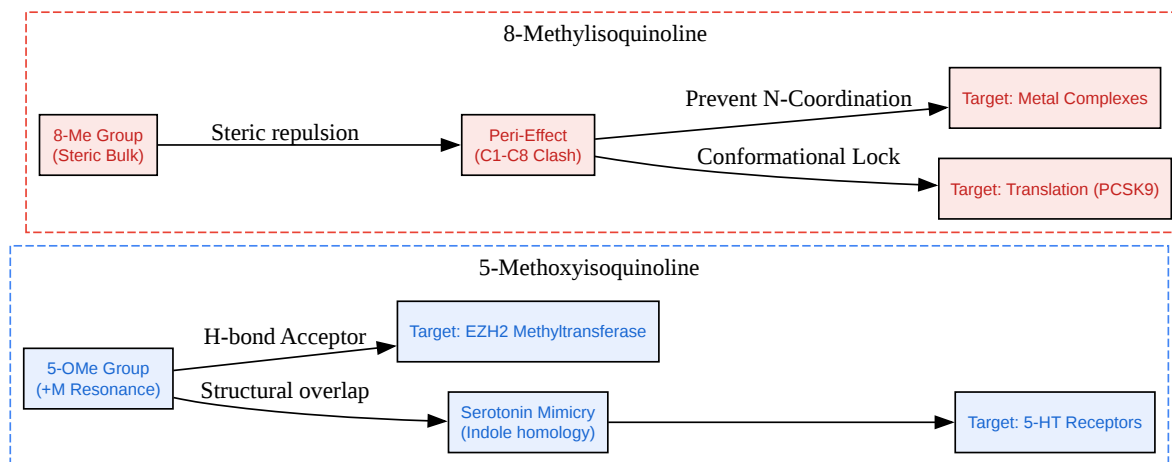 8-Methylisoquinoline
8-Me Group
(Steric Bulk)
Steric repulsion
Peri-Effect
(C1-C8 Clash)
Prevent N-Coordination
Target: Metal Complexes
Conformational Lock
Target: Translation (PCSK9)
5-Methoxyisoquinoline
5-OMe Group
(+M Resonance)
H-bond Acceptor
Target: EZH2 Methyltransferase
Structural overlap
Serotonin Mimicry
(Indole homology)
Target: 5-HT Receptors